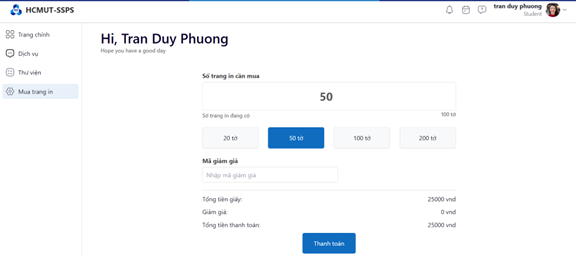 HCMUT-SSPS
tran duy phuong
Student
Trang chính
Dịch vụ
Thư viện
Mua trang in
Hi, Tran Duy Phuong
Hope you have a good day
Số trang in cần mua
50
Số trang in đang có 100 tờ
20 tờ 50 tờ 100 tờ 200 tờ
Mã giảm giá
Nhập mã giảm giá
Tổng tiền giấy: 25000 vnd
Giảm giá: 0 vnd
Tổng tiền thanh toán: 25000 vnd
Thanh toán